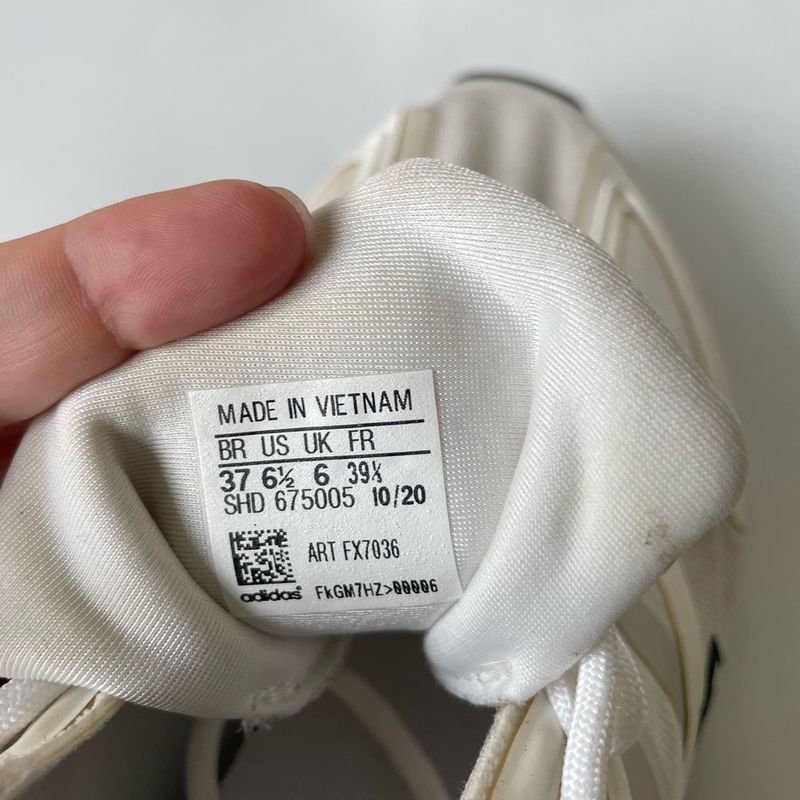 MADE IN VIETNAM
BR US UK FR
37 6½ 6 39⅓
SHD 675005 10/20
ART FX7036
adidas
FkGM7HZ>00006